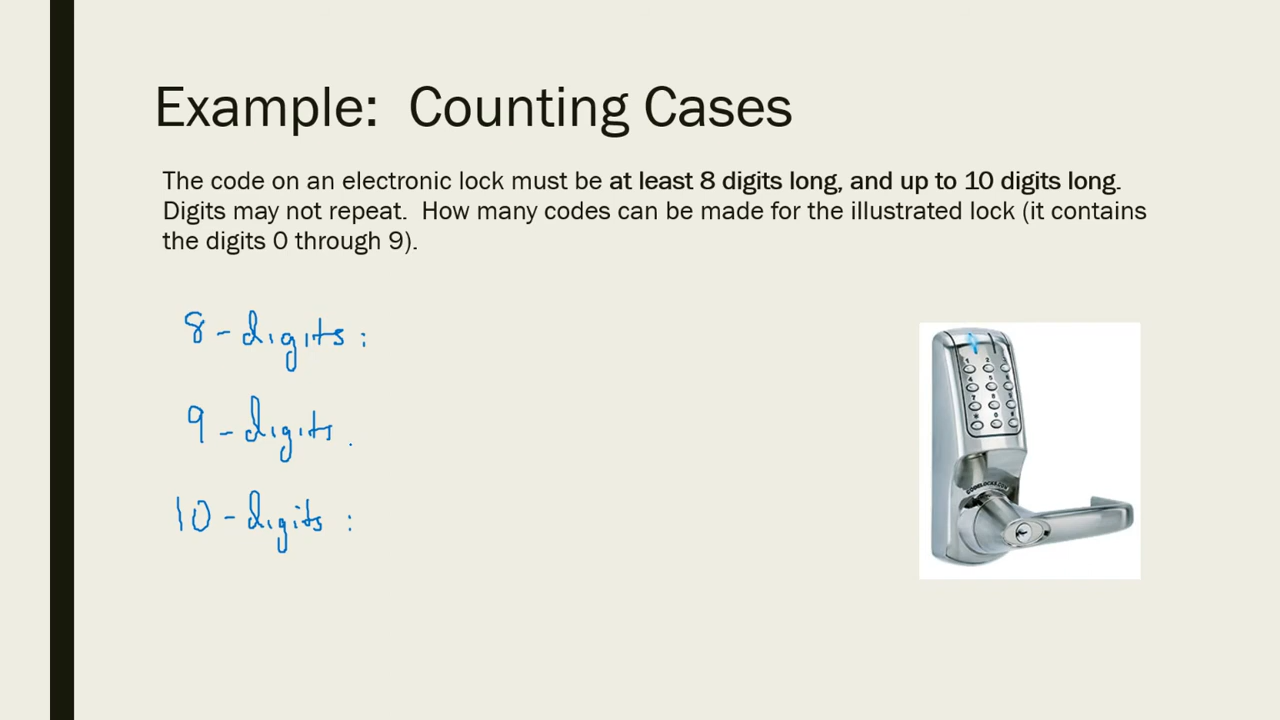 Example: Counting Cases
The code on an electronic lock must be at least 8 digits long, and up to 10 digits long.
Digits may not repeat. How many codes can be made for the illustrated lock (it contains
the digits 0 through 9).
8-digits:
9-digits.
10-digits: